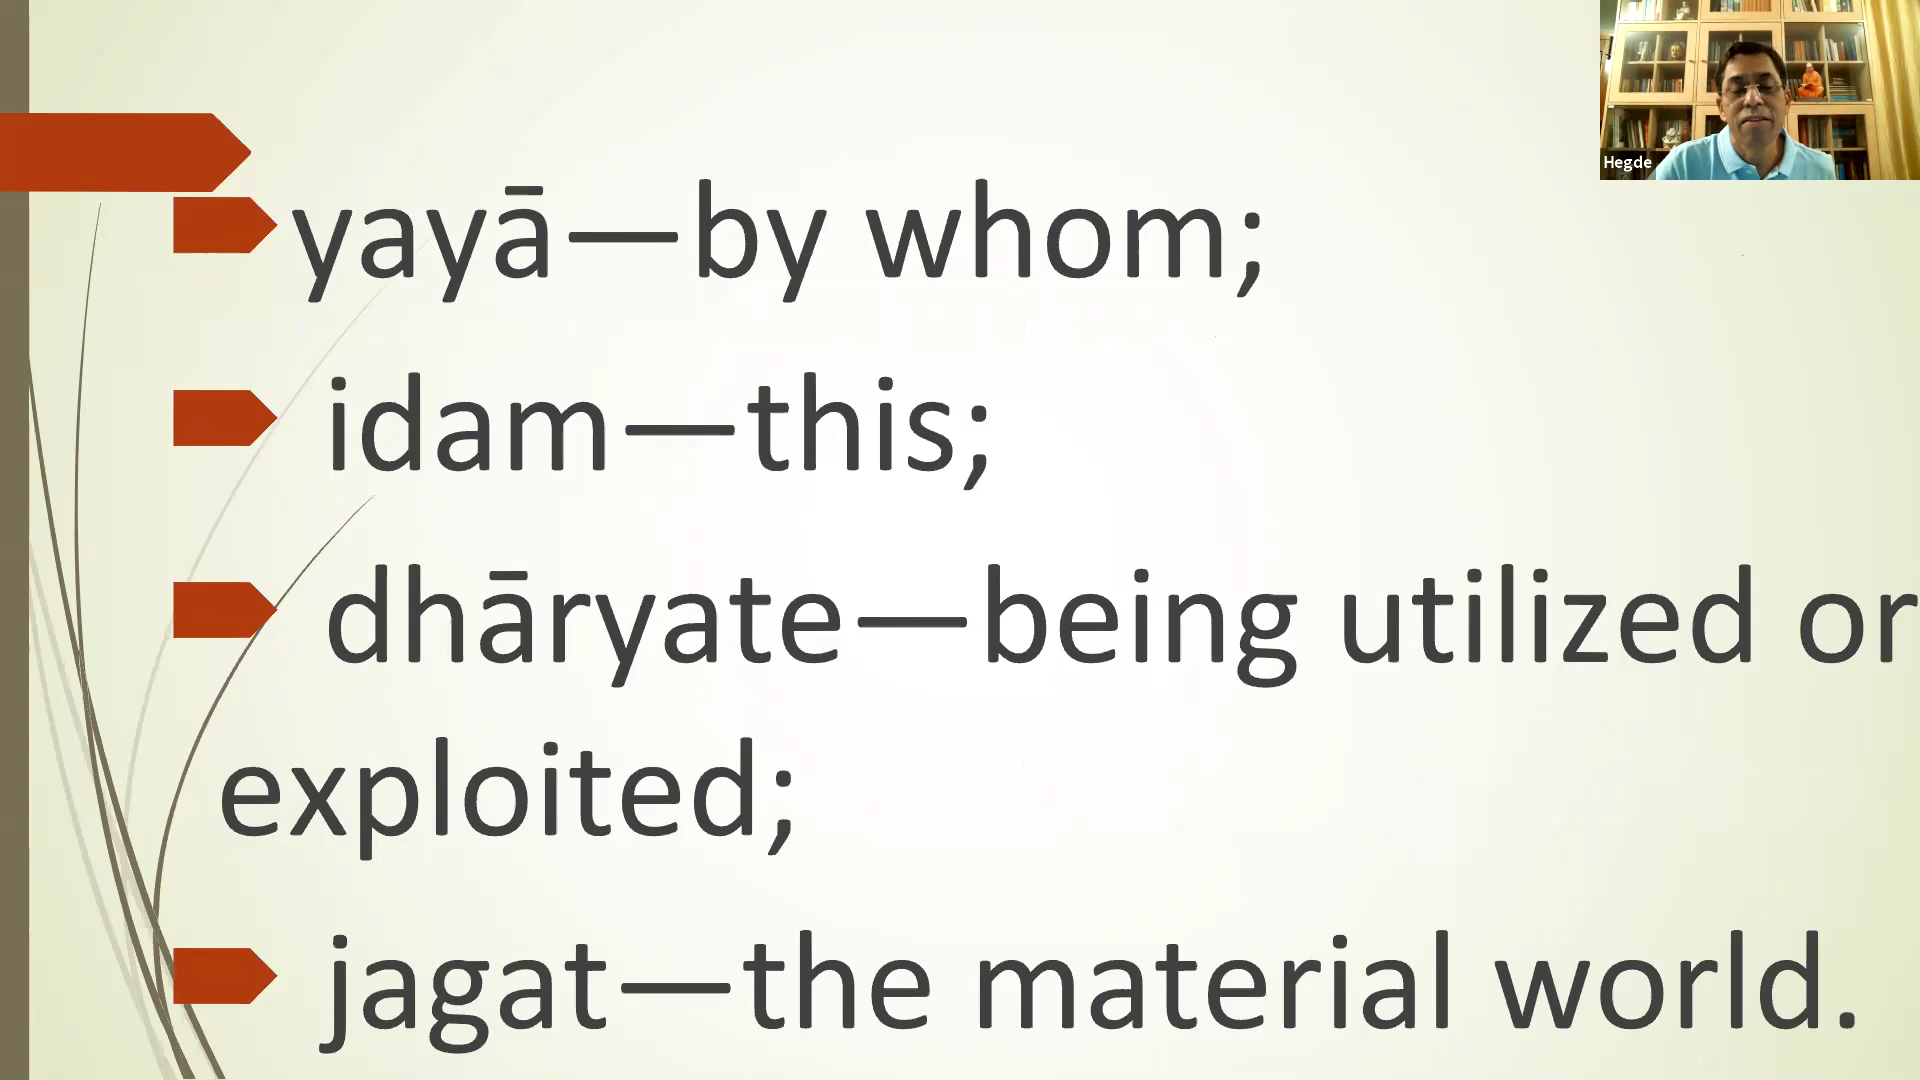 Hegde
yayā—by whom;
idam—this;
dhāryate—being utilized or
exploited;
jagat—the material world.